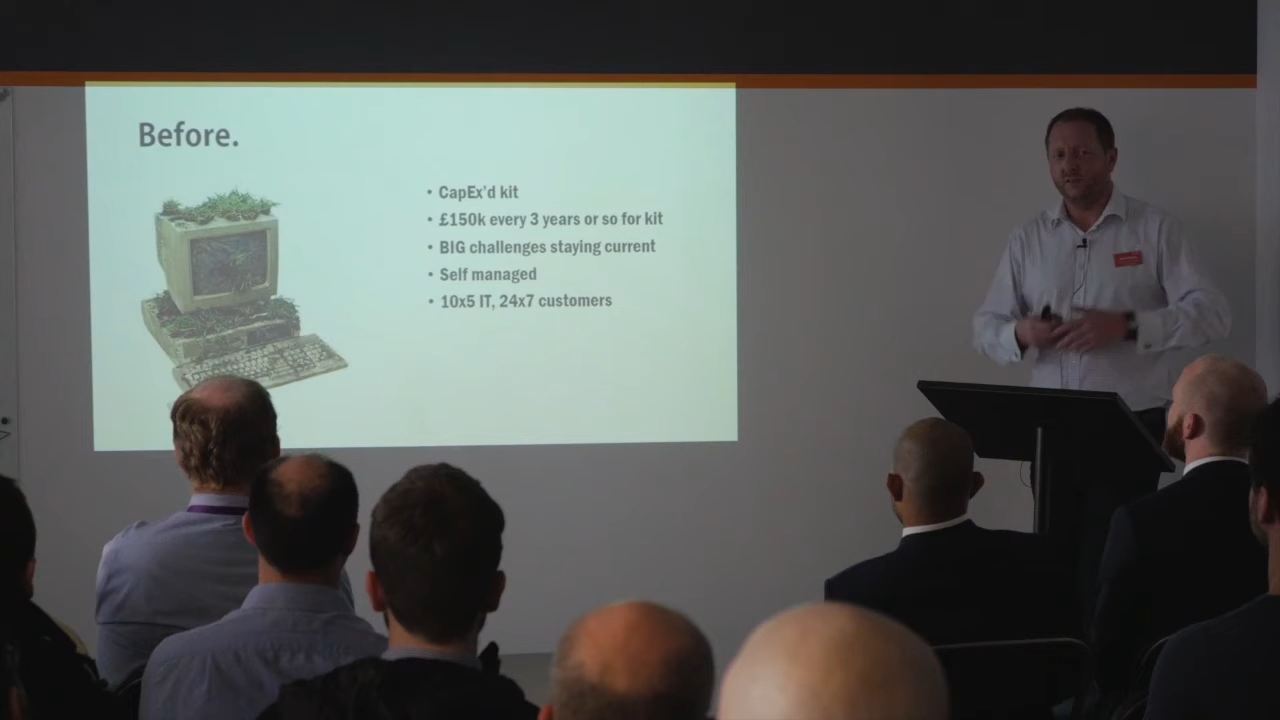 Before.
• CapEx'd kit
• £150k every 3 years or so for kit
• BIG challenges staying current
• Self managed
• 10x5 IT, 24x7 customers